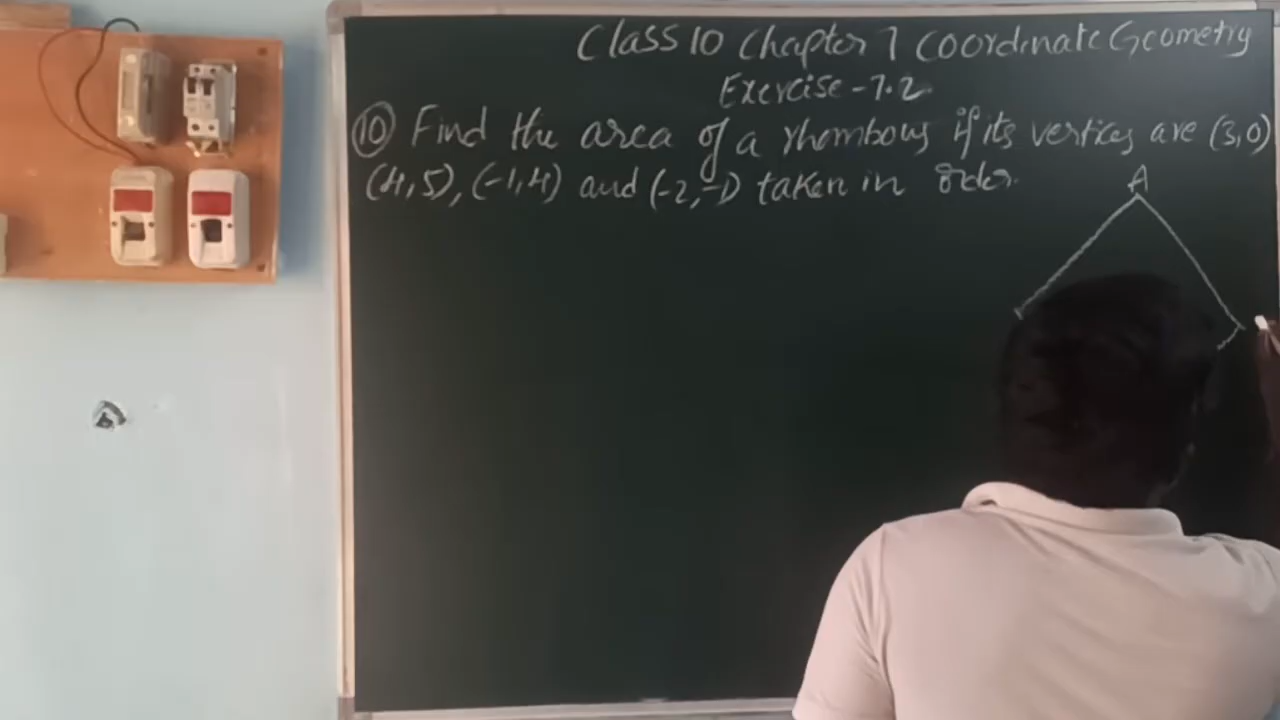 Class 10 Chapter 7 Coordinate Geometry
Exercise - 7.2
(10) Find the area of a rhombous if its vertices are (3,0)
(4,5), (-1,4) and (-2,-1) taken in order.
A